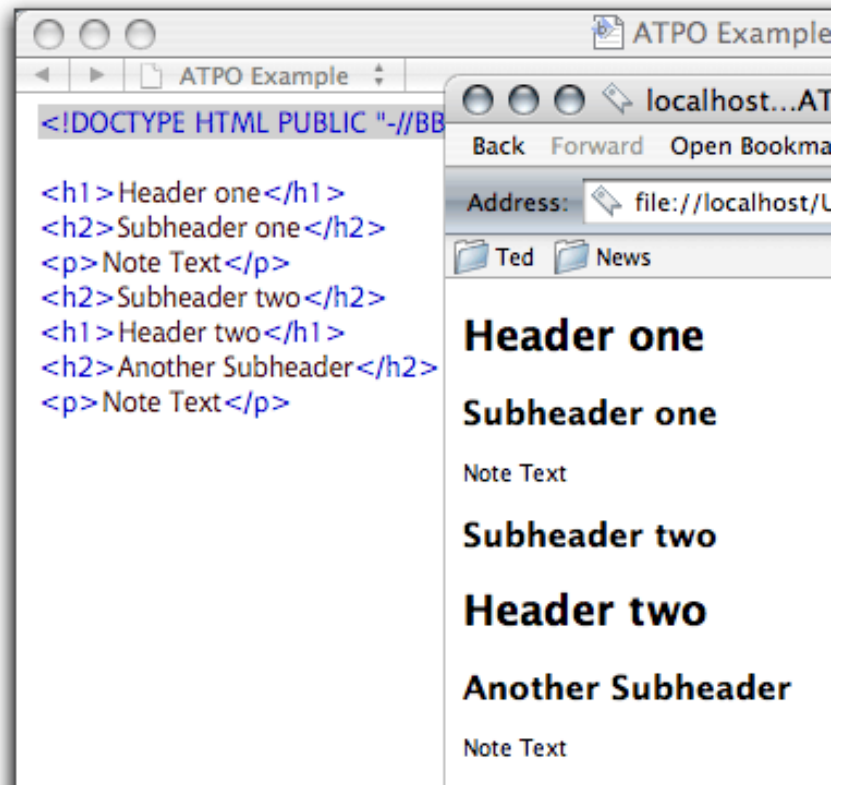 ATPO Example
ATPO Example
<!DOCTYPE HTML PUBLIC "-//BB
<h1>Header one</h1>
<h2>Subheader one</h2>
<p>Note Text</p>
<h2>Subheader two</h2>
<h1>Header two</h1>
<h2>Another Subheader</h2>
<p>Note Text</p>
localhost...AT
Back Forward Open Bookma
Address: file://localhost/U
Ted News
Header one
Subheader one
Note Text
Subheader two
Header two
Another Subheader
Note Text